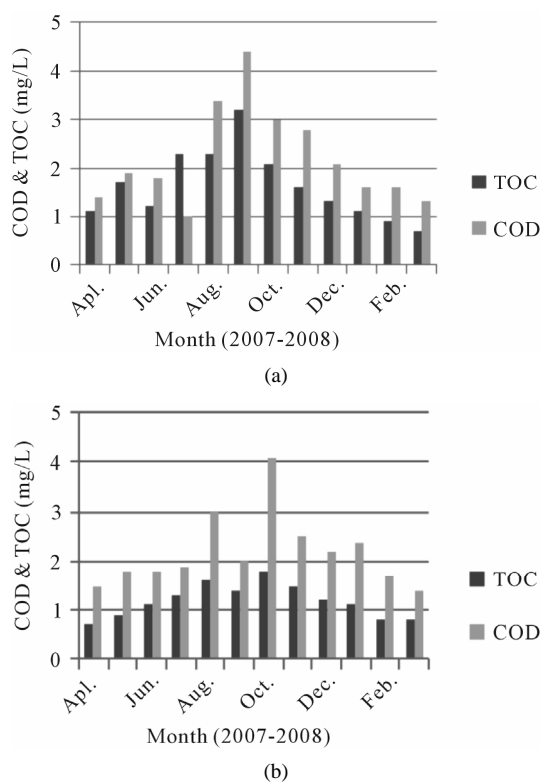 5
4
3
2
1
0
COD & TOC (mg/L)
Apl.
Jun.
Aug.
Oct.
Dec.
Feb.
Month (2007-2008)
TOC
COD
(a)
5
4
3
2
1
0
COD & TOC (mg/L)
Apl.
Jun.
Aug.
Oct.
Dec.
Feb.
Month (2007-2008)
TOC
COD
(b)